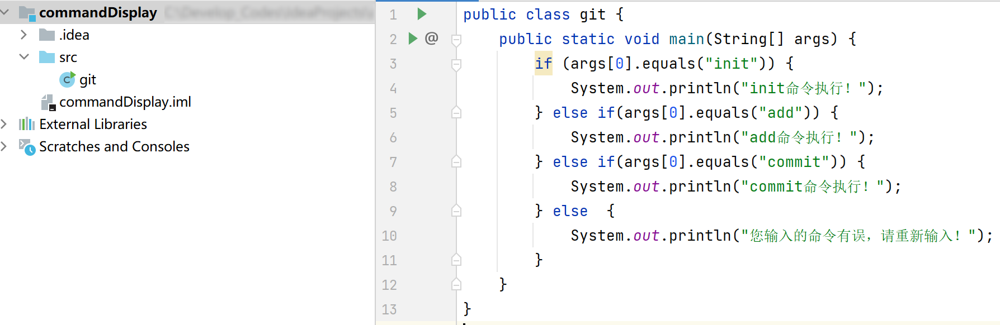 commandDisplay
.idea
src
git
commandDisplay.iml
External Libraries
Scratches and Consoles
1 public class git {
2 @ public static void main(String[] args) {
3 if (args[0].equals("init")) {
4 System.out.println("init命令执行！");
5 } else if(args[0].equals("add")) {
6 System.out.println("add命令执行！");
7 } else if(args[0].equals("commit")) {
8 System.out.println("commit命令执行！");
9 } else  {
10 System.out.println("您输入的命令有误，请重新输入！");
11 }
12 }
13 }